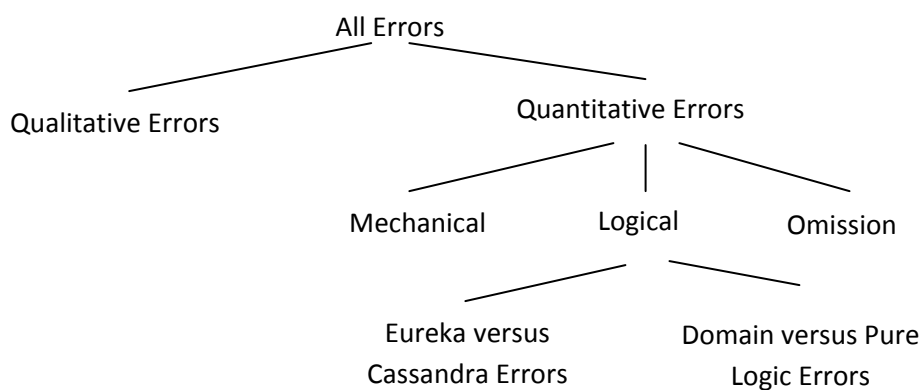 All Errors
Qualitative Errors
Quantitative Errors
Mechanical
Logical
Omission
Eureka versus
Cassandra Errors
Domain versus Pure
Logic Errors